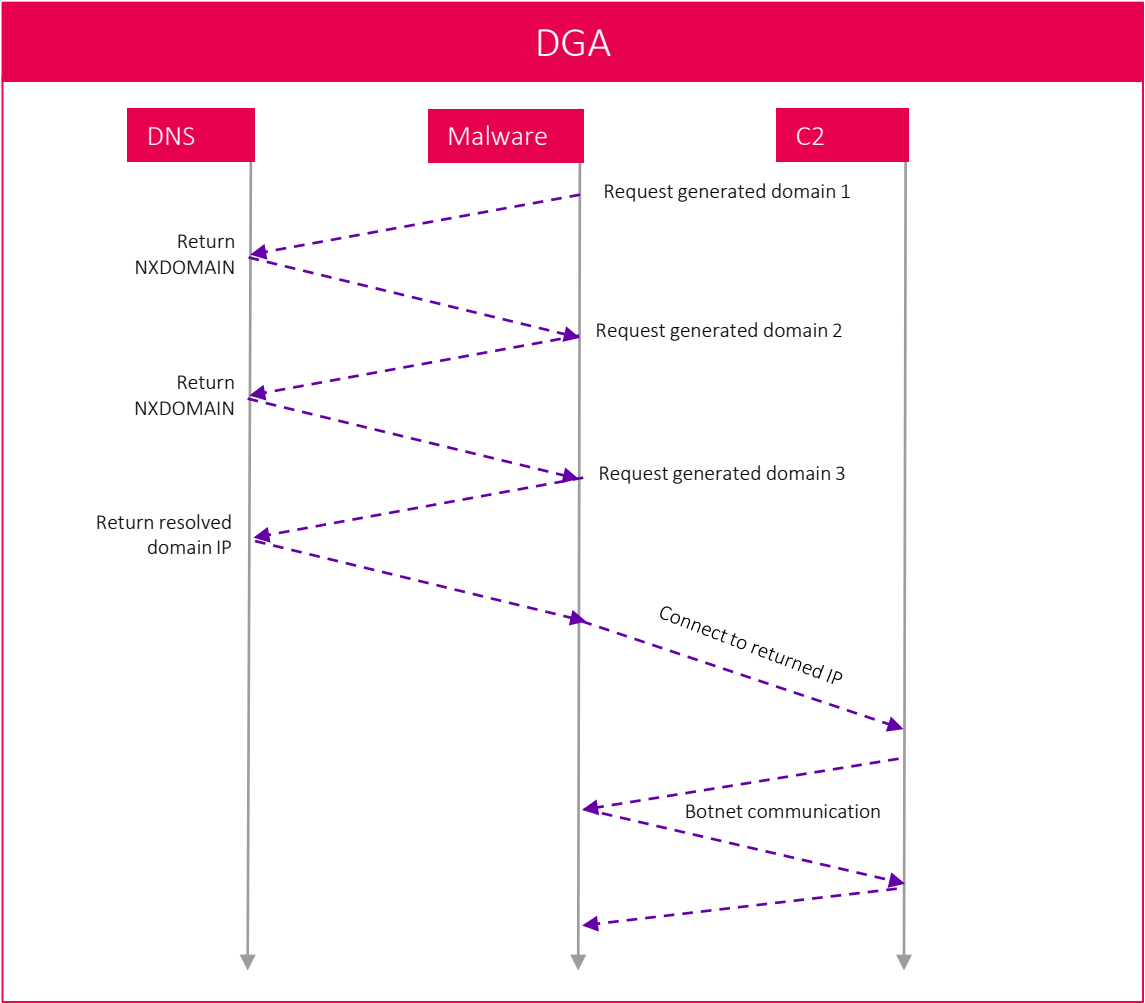 DGA
DNS
Malware
C2
Request generated domain 1
Return
NXDOMAIN
Request generated domain 2
Return
NXDOMAIN
Request generated domain 3
Return resolved
domain IP
Connect to returned IP
Botnet communication